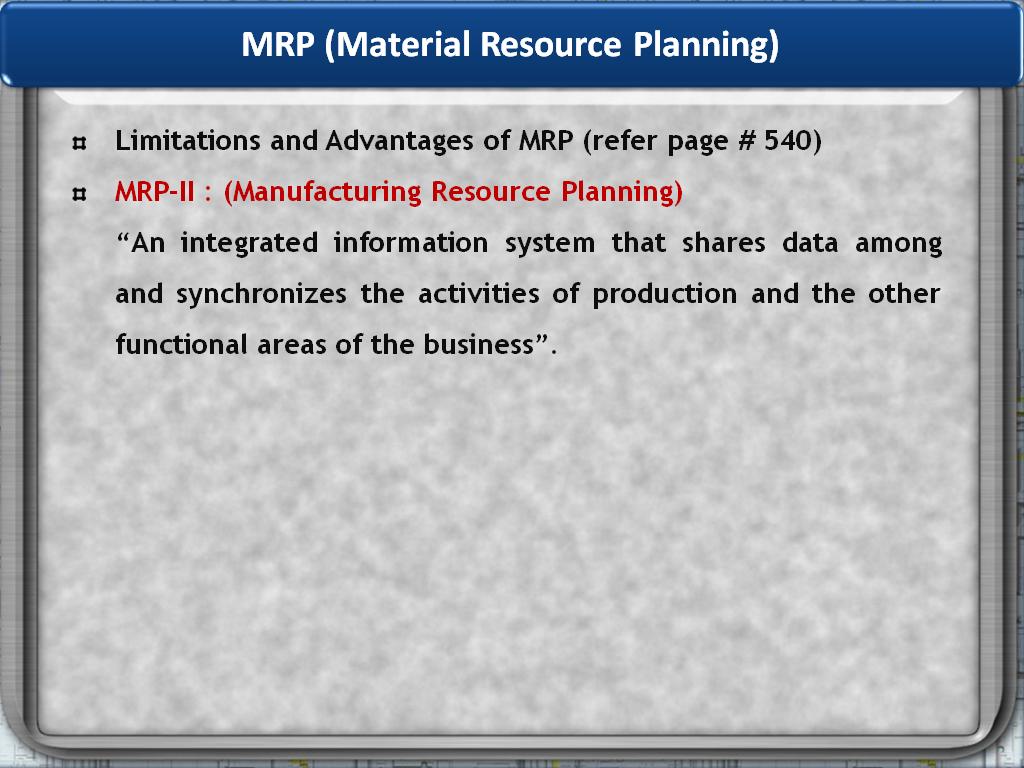 MRP (Material Resource Planning)
Limitations and Advantages of MRP (refer page # 540)
MRP-II : (Manufacturing Resource Planning)
“An integrated information system that shares data among
and synchronizes the activities of production and the other
functional areas of the business”.